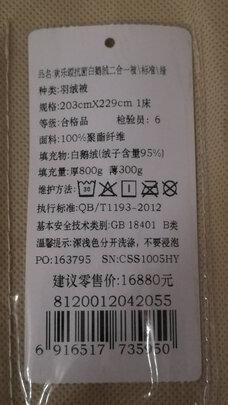 种类:羽绒被
规格:203cmX229cm 1床
等级:合格品 检验员: 6
面料:100%聚酯纤维
填充物:白鹅绒(绒子含量95%)
填充量:厚800g 薄300g
维护方法:
执行标准:QB/T1193-2012
基本安全技术类别:GB 18401 B类
温馨提示:深浅色分开洗涤,不要浸泡
PO:163795 SN:CSS1005HY
建议零售价:16880元
8120012042055
6 916517 735950